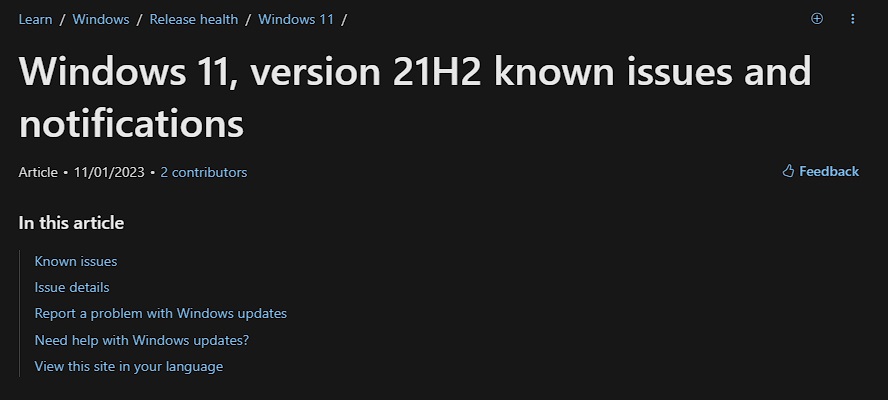 Learn / Windows / Release health / Windows 11 /
Windows 11, version 21H2 known issues and
notifications
Article • 11/01/2023 • 2 contributors
Feedback
In this article
Known issues
Issue details
Report a problem with Windows updates
Need help with Windows updates?
View this site in your language